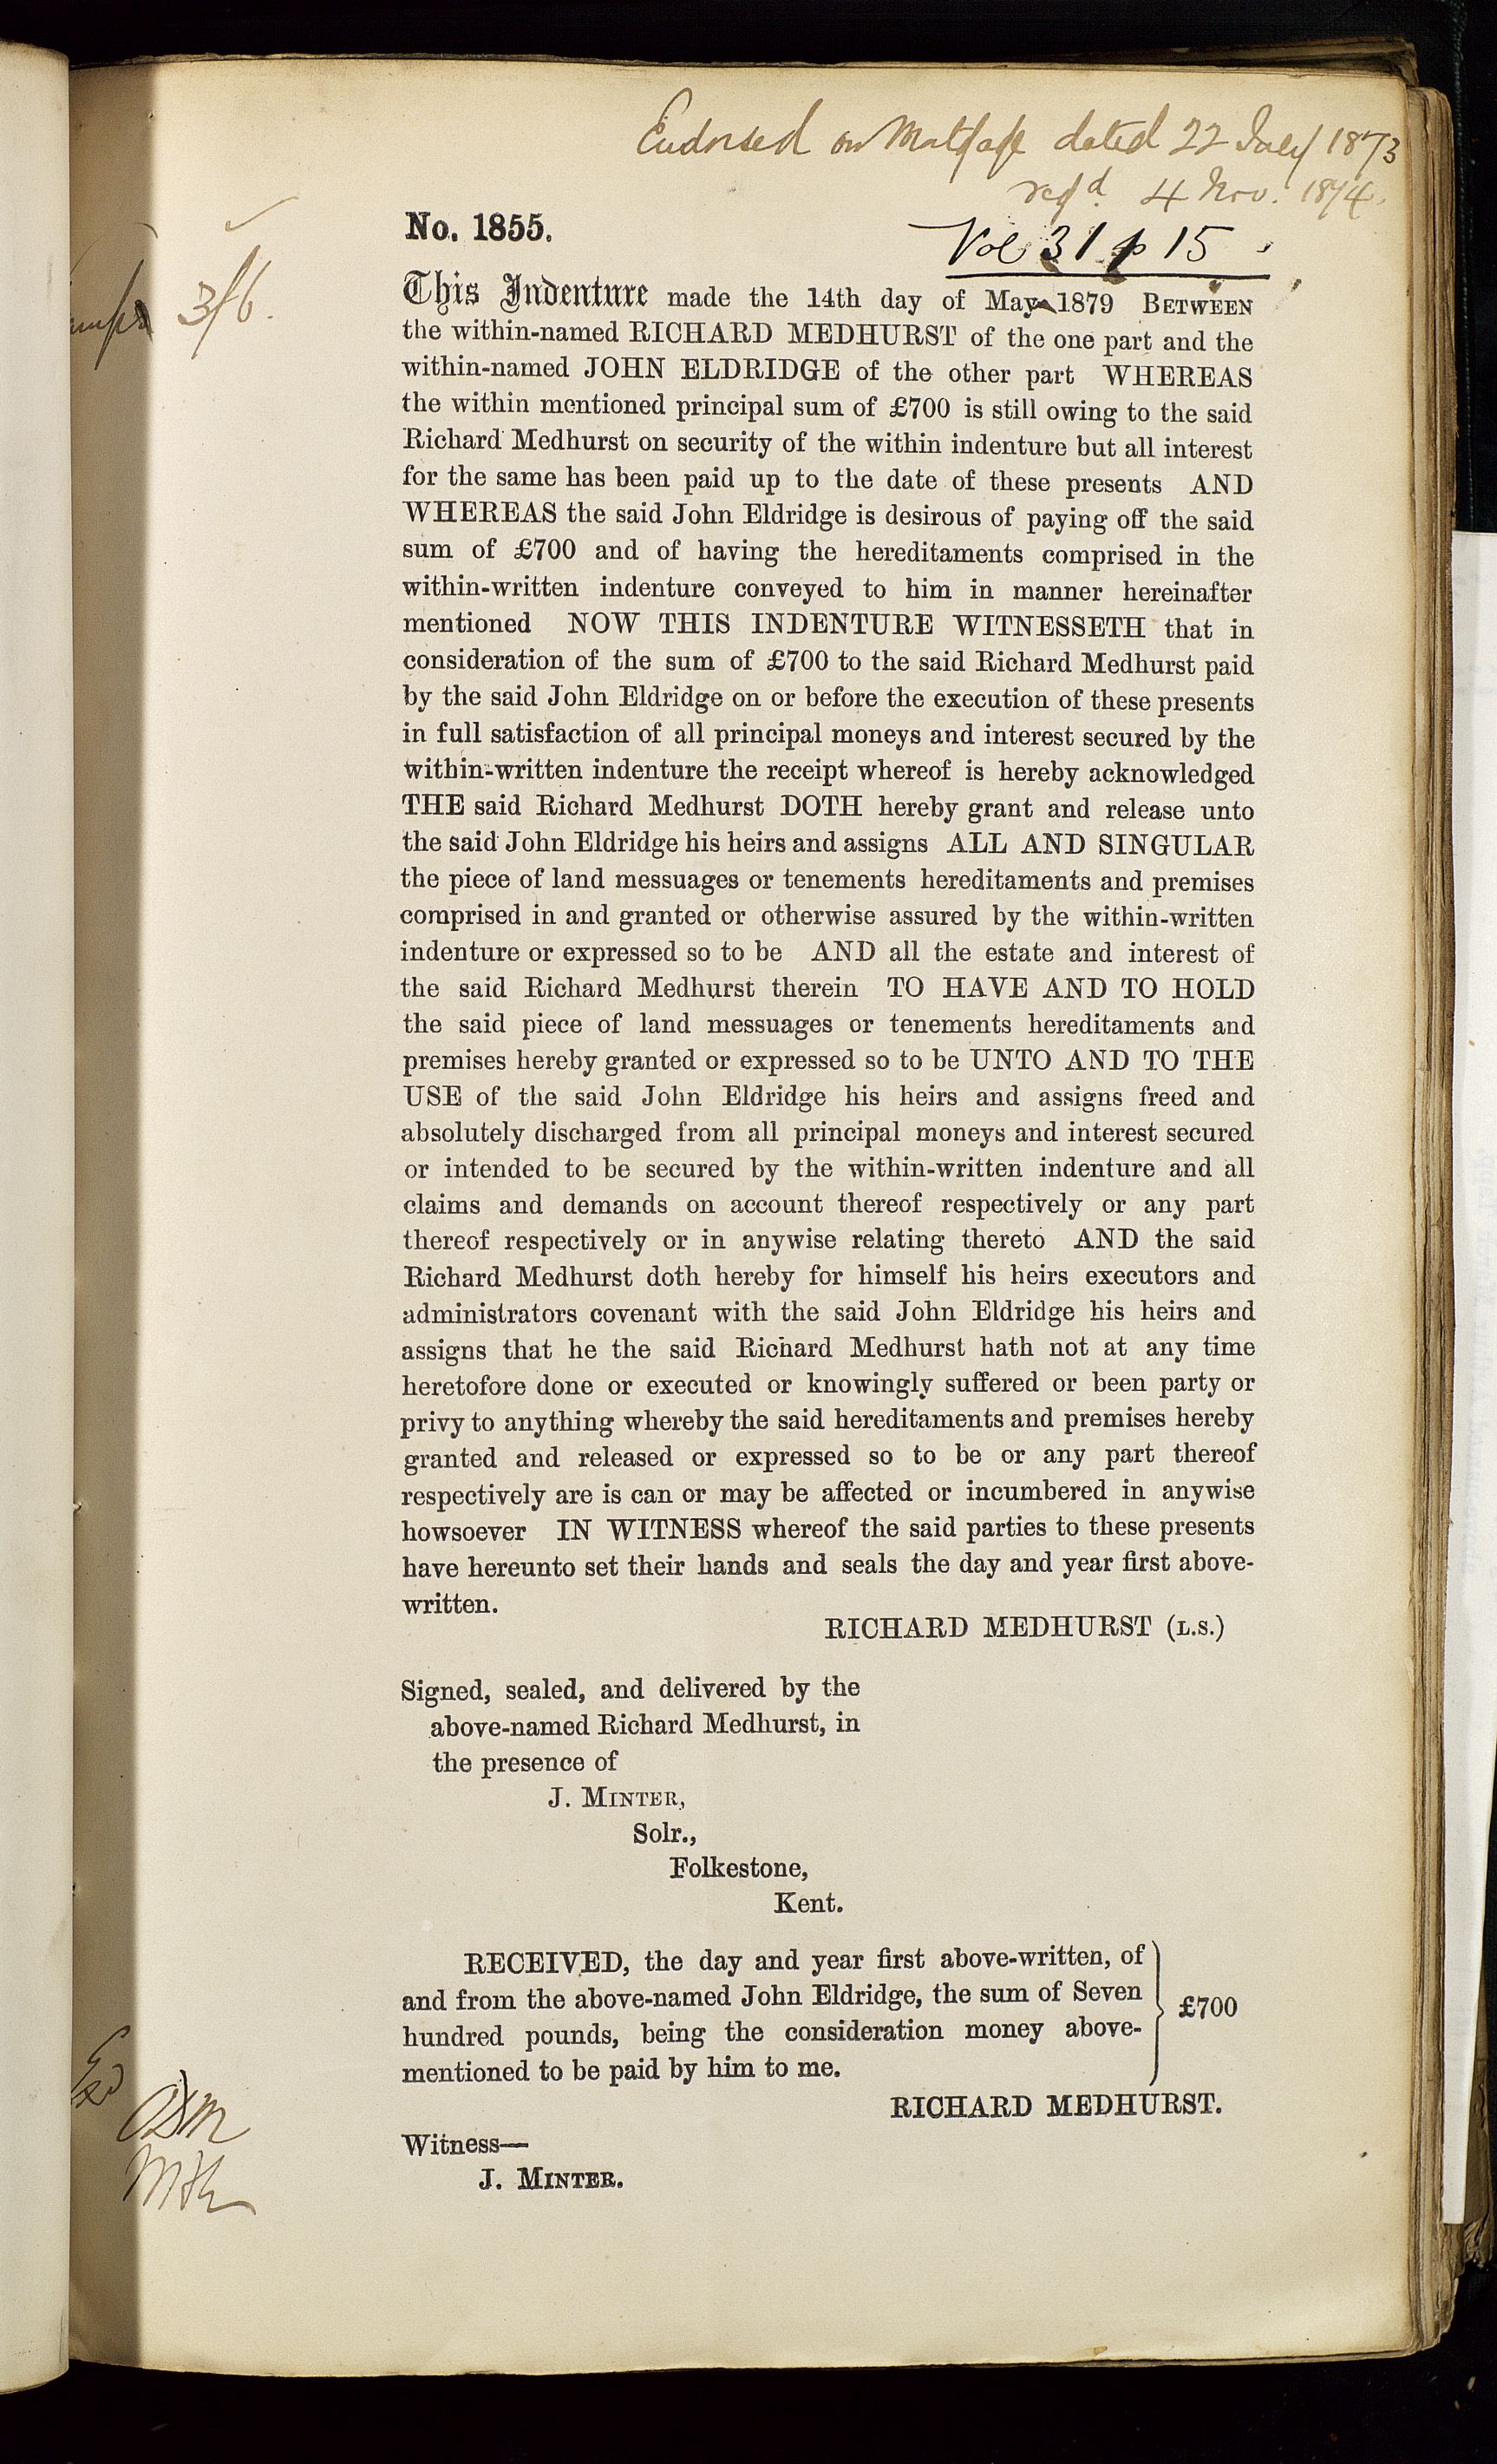 Endorsed on Mortgage dated 22 July 1873
regd. 4 Nov. 1874.
No. 1855.
Vol 31 p 15
3/6.
This Indenture made the 14th day of May 1879 BETWEEN
the within-named RICHARD MEDHURST of the one part and the
within-named JOHN ELDRIDGE of the other part WHEREAS
the within mentioned principal sum of £700 is still owing to the said
Richard Medhurst on security of the within indenture but all interest
for the same has been paid up to the date of these presents AND
WHEREAS the said John Eldridge is desirous of paying off the said
sum of £700 and of having the hereditaments comprised in the
within-written indenture conveyed to him in manner hereinafter
mentioned NOW THIS INDENTURE WITNESSETH that in
consideration of the sum of £700 to the said Richard Medhurst paid
by the said John Eldridge on or before the execution of these presents
in full satisfaction of all principal moneys and interest secured by the
within-written indenture the receipt whereof is hereby acknowledged
THE said Richard Medhurst DOTH hereby grant and release unto
the said John Eldridge his heirs and assigns ALL AND SINGULAR
the piece of land messuages or tenements hereditaments and premises
comprised in and granted or otherwise assured by the within-written
indenture or expressed so to be AND all the estate and interest of
the said Richard Medhurst therein TO HAVE AND TO HOLD
the said piece of land messuages or tenements hereditaments and
premises hereby granted or expressed so to be UNTO AND TO THE
USE of the said John Eldridge his heirs and assigns freed and
absolutely discharged from all principal moneys and interest secured
or intended to be secured by the within-written indenture and all
claims and demands on account thereof respectively or any part
thereof respectively or in anywise relating thereto AND the said
Richard Medhurst doth hereby for himself his heirs executors and
administrators covenant with the said John Eldridge his heirs and
assigns that he the said Richard Medhurst hath not at any time
heretofore done or executed or knowingly suffered or been party or
privy to anything whereby the said hereditaments and premises hereby
granted and released or expressed so to be or any part thereof
respectively are is can or may be affected or incumbered in anywise
howsoever IN WITNESS whereof the said parties to these presents
have hereunto set their hands and seals the day and year first above-
written.
RICHARD MEDHURST (L.S.)
Signed, sealed, and delivered by the
above-named Richard Medhurst, in
the presence of
J. MINTER,
Solr.,
Folkestone,
Kent.
RECEIVED, the day and year first above-written, of
and from the above-named John Eldridge, the sum of Seven
hundred pounds, being the consideration money above-
mentioned to be paid by him to me.
£700
RICHARD MEDHURST.
Witness—
J. MINTER.